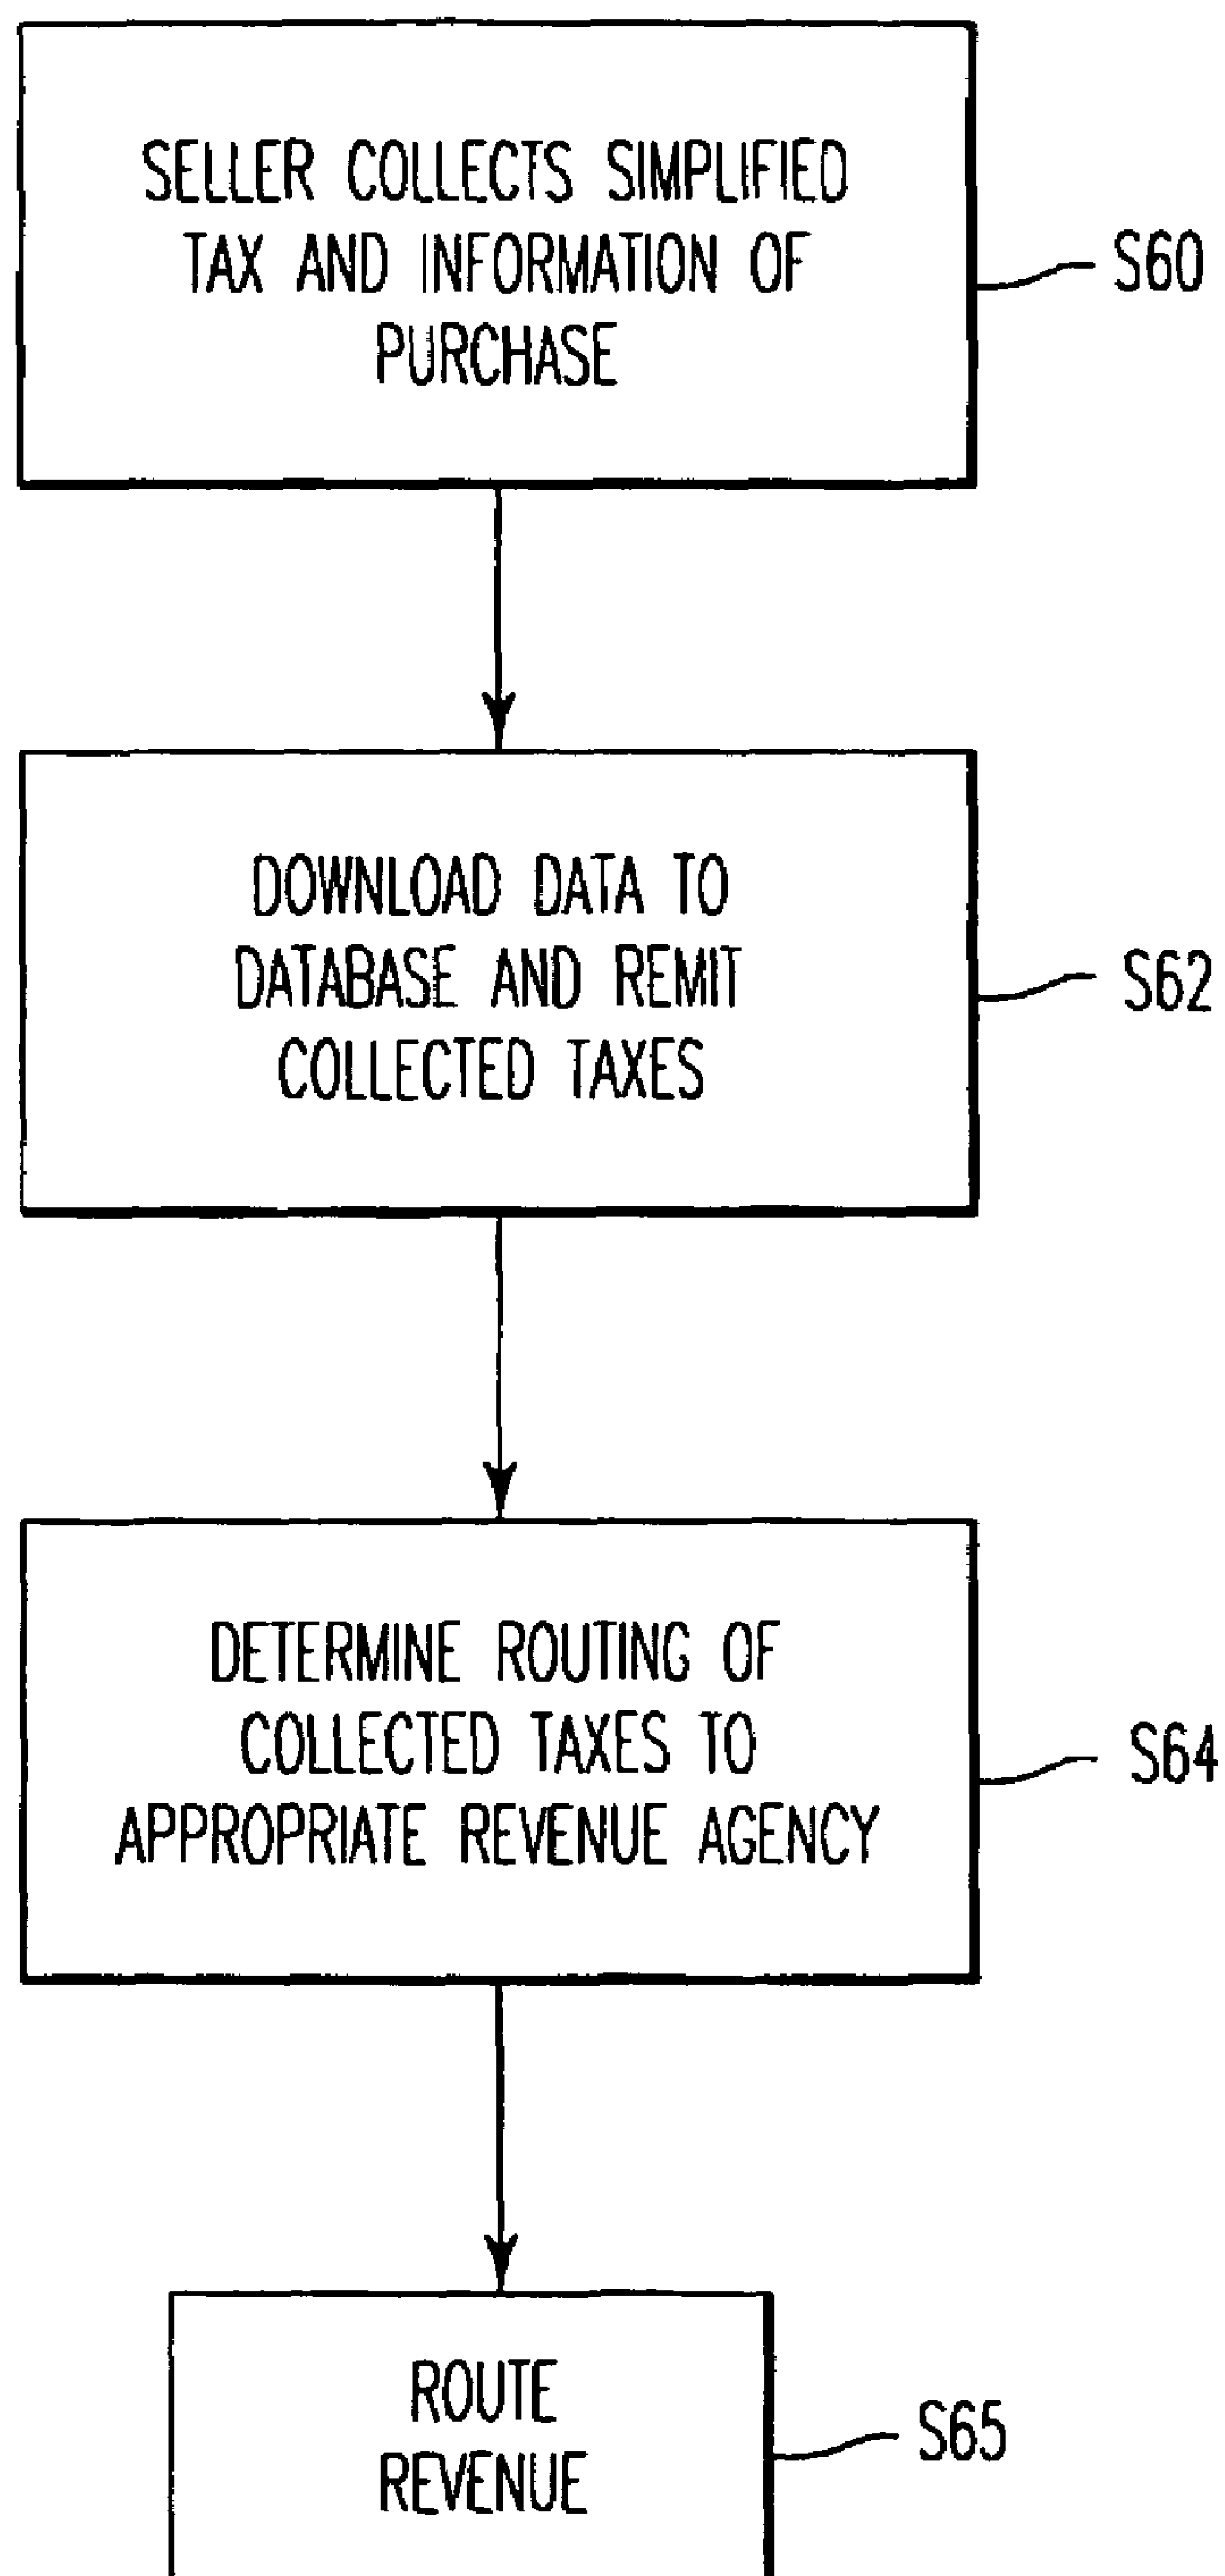 SELLER COLLECTS SIMPLIFIED
TAX AND INFORMATION OF
PURCHASE
S60
DOWNLOAD DATA TO
DATABASE AND REMIT
COLLECTED TAXES
S62
DETERMINE ROUTING OF
COLLECTED TAXES TO
APPROPRIATE REVENUE AGENCY
S64
ROUTE
REVENUE
S65